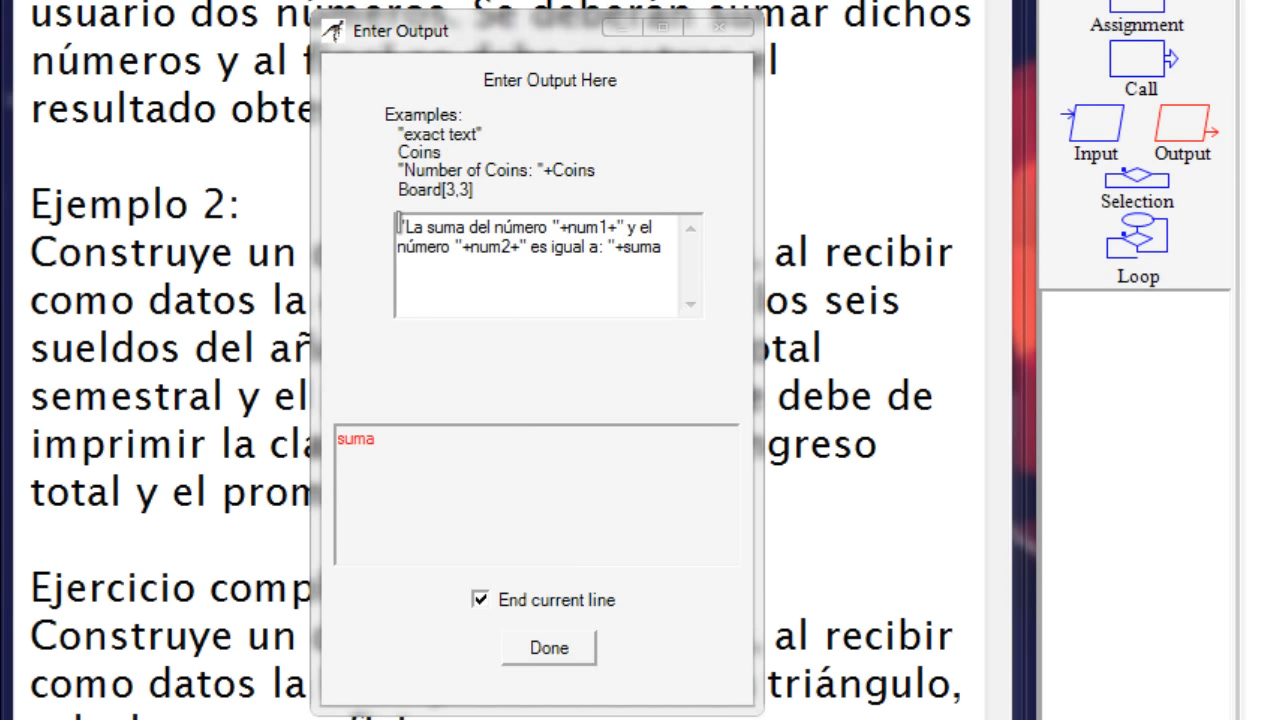 usuario dos números. Se deberán sumar dichos
números y al
resultado obte
Ejemplo 2:
Construye un
al recibir
como datos la
los seis
sueldos del añ
otal
semestral y el
debe de
imprimir la cla
greso
total y el prom
Ejercicio comp
Construye un
al recibir
como datos la
triángulo,
Enter Output
Enter Output Here
Examples:
"exact text"
Coins
"Number of Coins: "+Coins
Board[3,3]
"La suma del número "+num1+" y el
número "+num2+" es igual a: "+suma
suma
End current line
Done
Assignment
Call
Input
Output
Selection
Loop